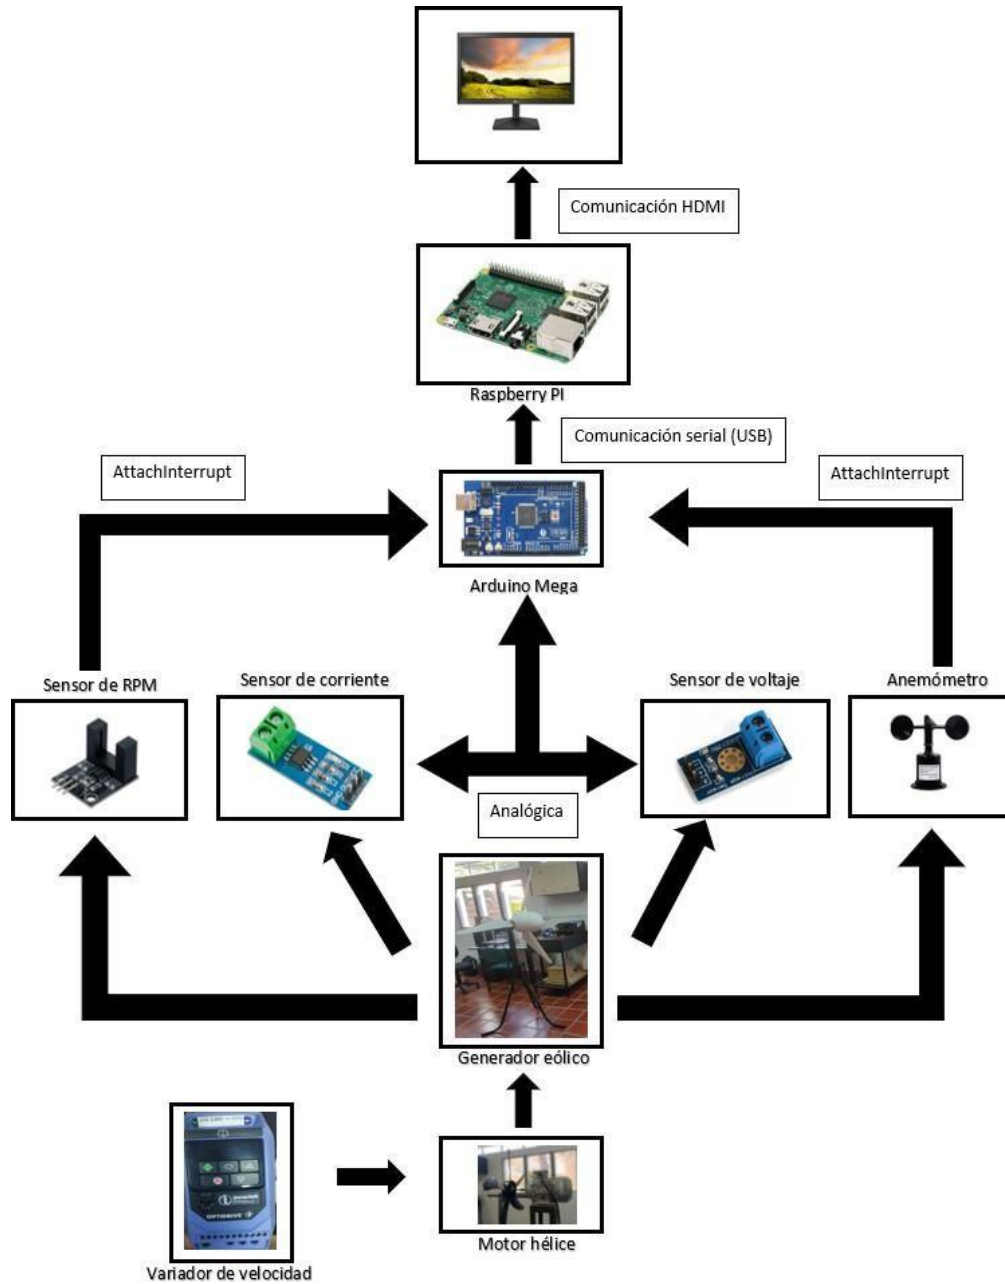 Comunicación HDMI
Raspberry PI
Comunicación serial (USB)
AttachInterrupt
AttachInterrupt
Arduino Mega
Sensor de RPM
Sensor de corriente
Sensor de voltaje
Anemómetro
Analógica
Generador eólico
OPTIDRIVE
Motor hélice
Variador de velocidad